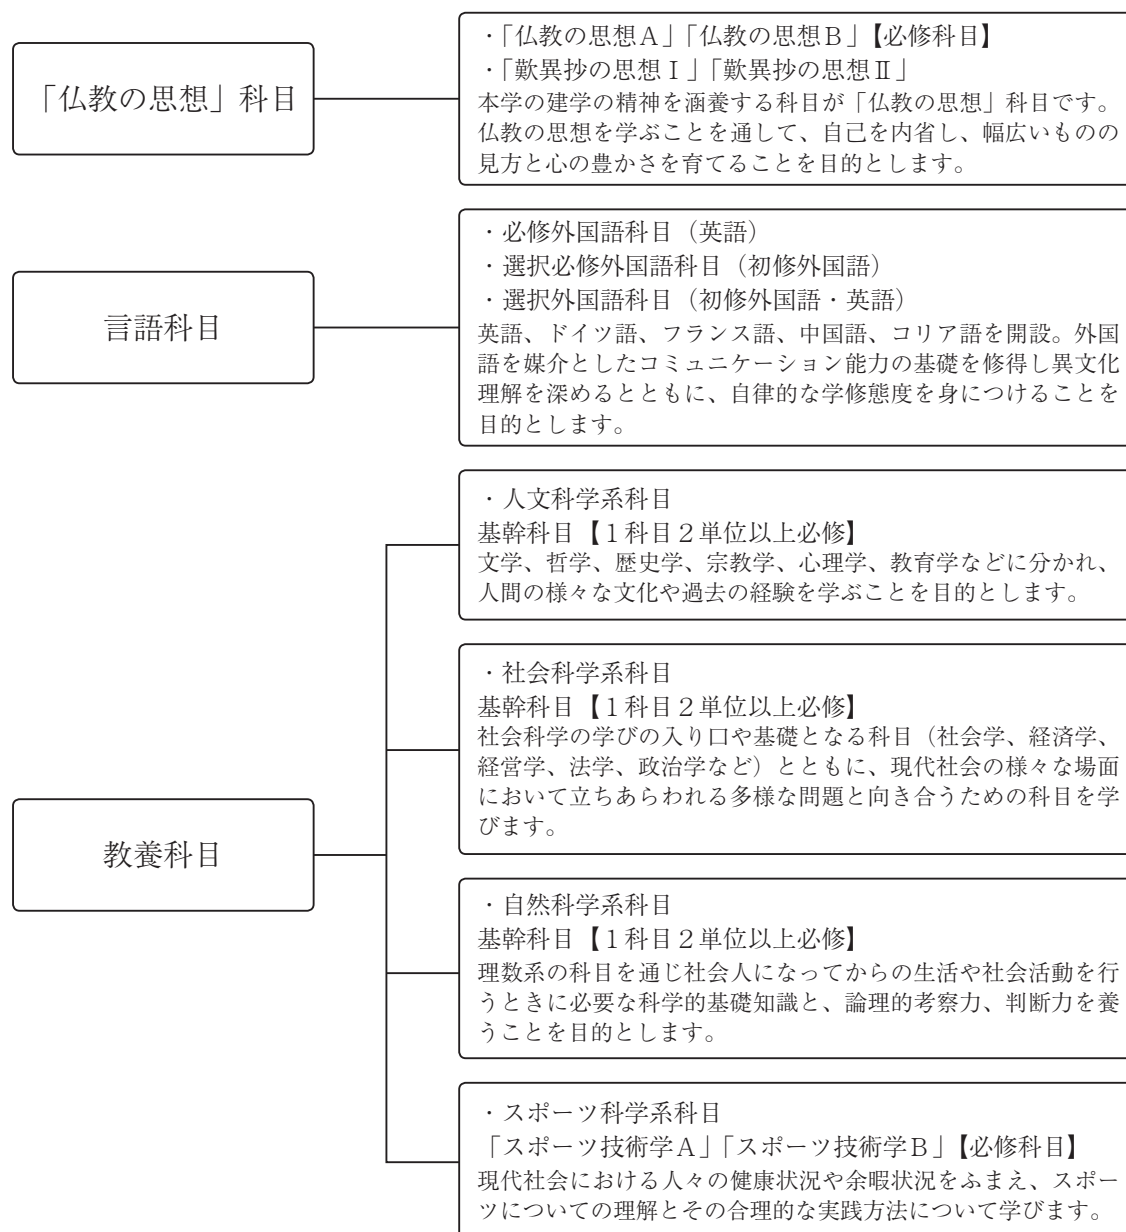 「仏教の思想」科目
・「仏教の思想A」「仏教の思想B」【必修科目】
・「歎異抄の思想Ⅰ」「歎異抄の思想Ⅱ」
本学の建学の精神を涵養する科目が「仏教の思想」科目です。
仏教の思想を学ぶことを通して、自己を内省し、幅広いものの
見方と心の豊かさを育てることを目的とします。
言語科目
・必修外国語科目（英語）
・選択必修外国語科目（初修外国語）
・選択外国語科目（初修外国語・英語）
英語、ドイツ語、フランス語、中国語、コリア語を開設。外国
語を媒介としたコミュニケーション能力の基礎を修得し異文化
理解を深めるとともに、自律的な学修態度を身につけることを
目的とします。
教養科目
・人文科学系科目
基幹科目【１科目２単位以上必修】
文学、哲学、歴史学、宗教学、心理学、教育学などに分かれ、
人間の様々な文化や過去の経験を学ぶことを目的とします。
・社会科学系科目
基幹科目【１科目２単位以上必修】
社会科学の学びの入り口や基礎となる科目（社会学、経済学、
経営学、法学、政治学など）とともに、現代社会の様々な場面
において立ちあらわれる多様な問題と向き合うための科目を学
びます。
・自然科学系科目
基幹科目【１科目２単位以上必修】
理数系の科目を通じ社会人になってからの生活や社会活動を行
うときに必要な科学的基礎知識と、論理的考察力、判断力を養
うことを目的とします。
・スポーツ科学系科目
「スポーツ技術学A」「スポーツ技術学B」【必修科目】
現代社会における人々の健康状況や余暇状況をふまえ、スポー
ツについての理解とその合理的な実践方法について学びます。